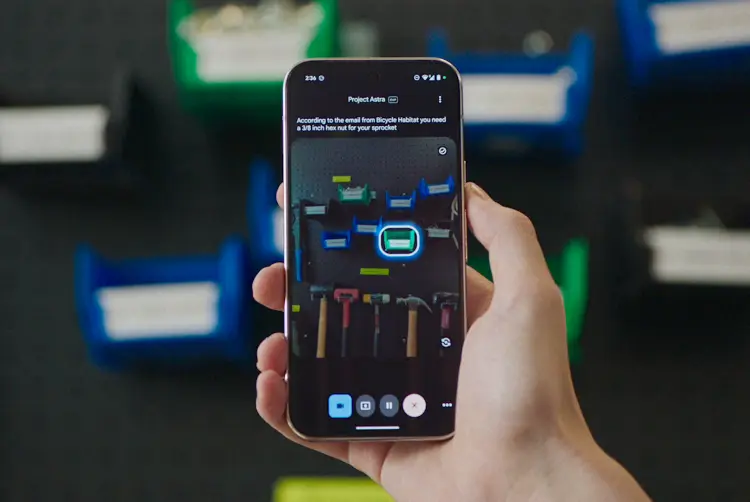 2:36
Project Astra
According to the email from Bicycle Habitat you need
a 3/8 inch hex nut for your sprocket